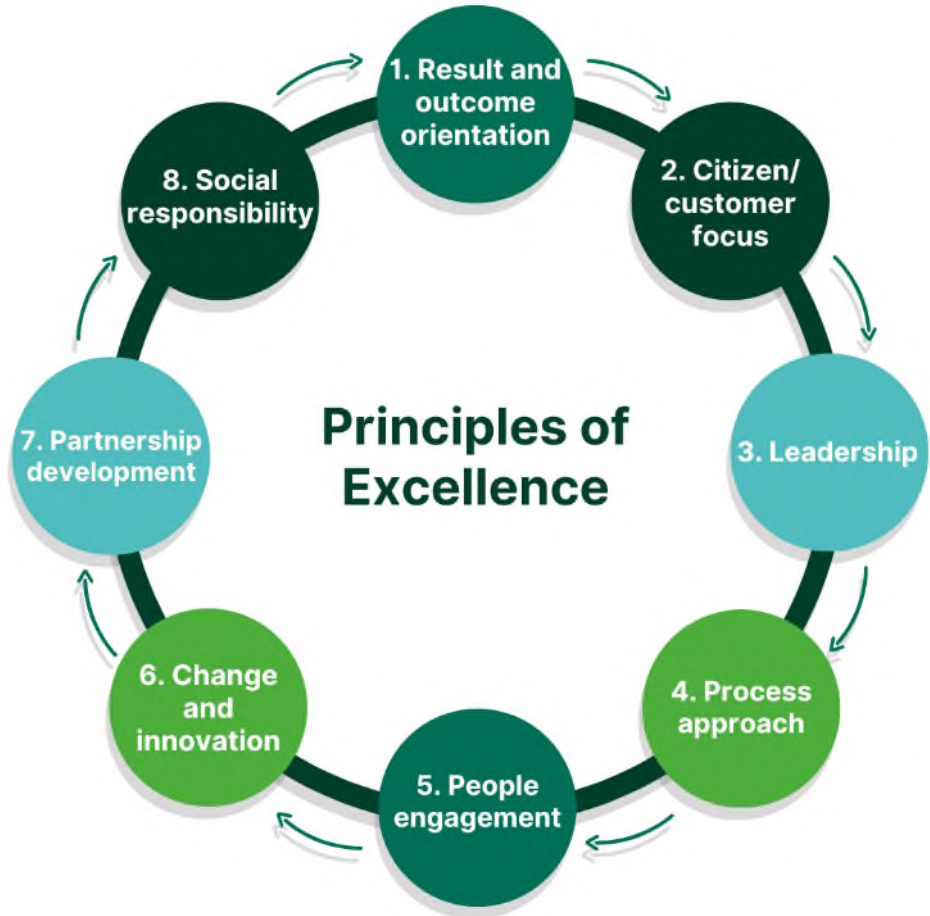 1. Result and
outcome
orientation
2. Citizen/
customer
focus
3. Leadership
4. Process
approach
5. People
engagement
6. Change
and
innovation
7. Partnership
development
8. Social
responsibility
Principles of
Excellence